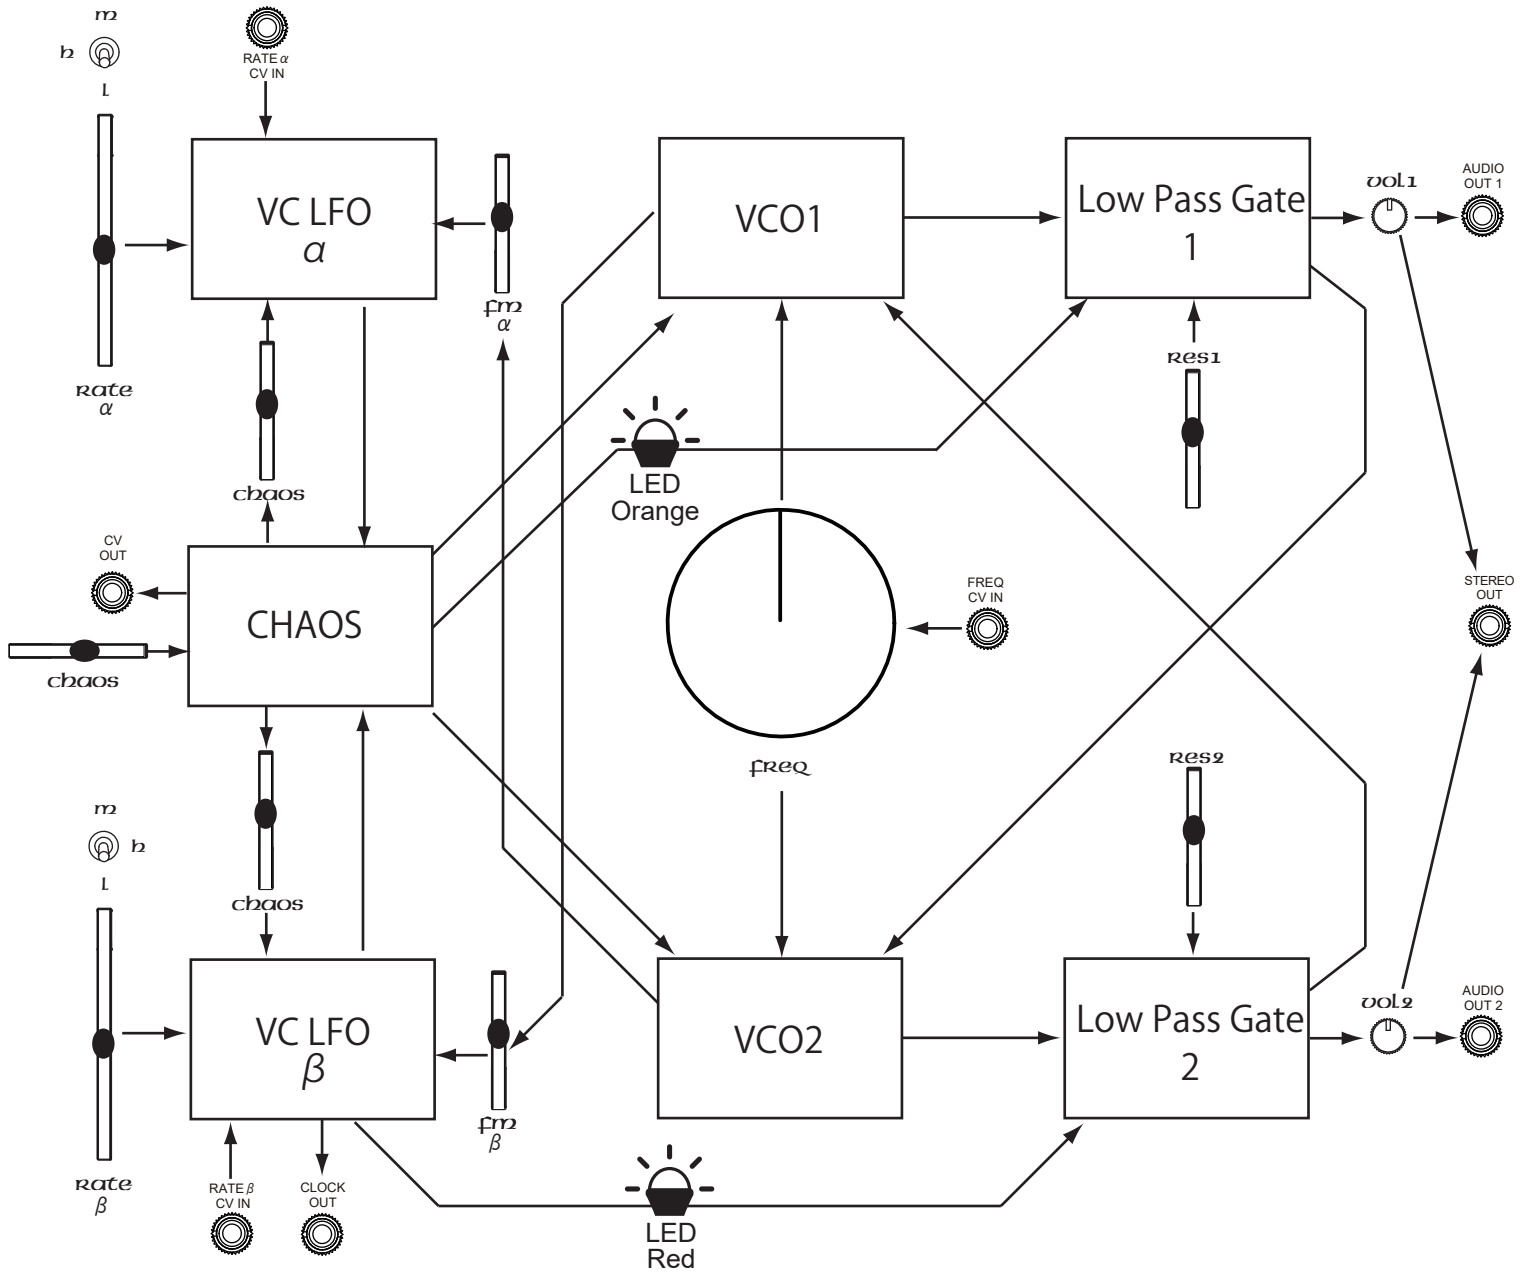 m
h
l
RATE α
CV IN
VC LFO
α
fm
α
Rate
α
chaos
VCO1
Low Pass Gate
1
vol1
AUDIO
OUT 1
Res1
LED
Orange
CV
OUT
CHAOS
chaos
FREQ
CV IN
STEREO
OUT
freq
Res2
m
h
l
chaos
VC LFO
β
fm
β
Rate
β
RATE β
CV IN
CLOCK
OUT
VCO2
Low Pass Gate
2
vol2
AUDIO
OUT 2
LED
Red